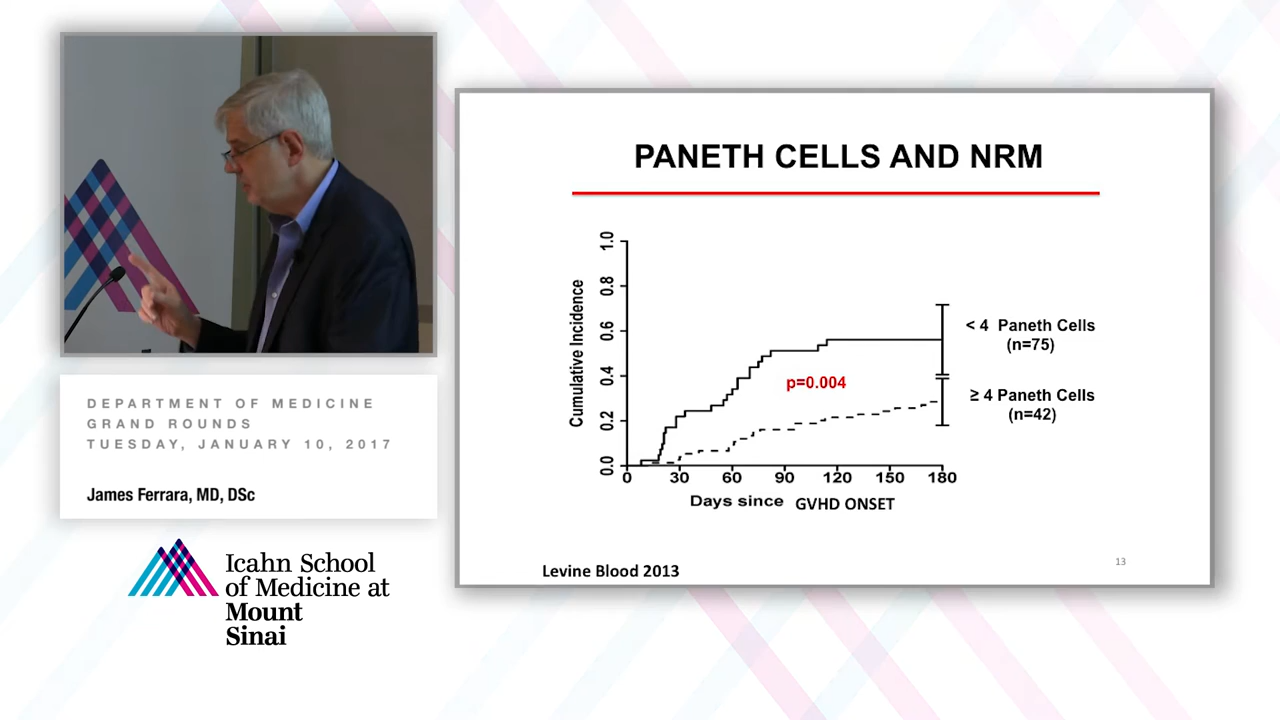 DEPARTMENT OF MEDICINE
GRAND ROUNDS
TUESDAY, JANUARY 10, 2017
James Ferrara, MD, DSc
Icahn School
of Medicine at
Mount
Sinai
PANETH CELLS AND NRM
Cumulative Incidence
1.0
0.8
0.6
0.4
0.2
0.0
p=0.004
< 4 Paneth Cells
(n=75)
≥ 4 Paneth Cells
(n=42)
0 30 60 90 120 150 180
Days since GVHD ONSET
Levine Blood 2013
13